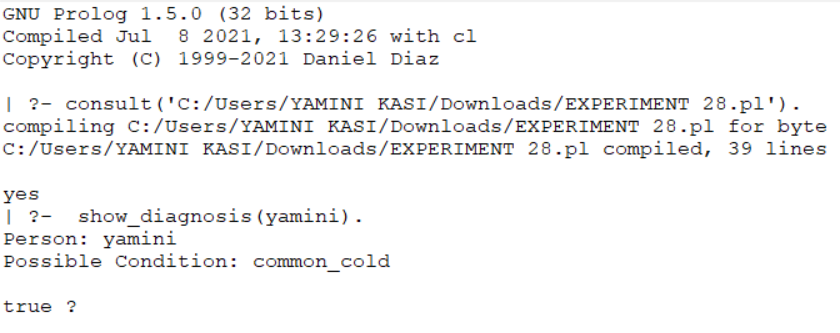 GNU Prolog 1.5.0 (32 bits)
Compiled Jul  8 2021, 13:29:26 with cl
Copyright (C) 1999-2021 Daniel Diaz
| ?- consult('C:/Users/YAMINI KASI/Downloads/EXPERIMENT 28.pl').
compiling C:/Users/YAMINI KASI/Downloads/EXPERIMENT 28.pl for byte
C:/Users/YAMINI KASI/Downloads/EXPERIMENT 28.pl compiled, 39 lines
yes
| ?-  show_diagnosis(yamini).
Person: yamini
Possible Condition: common_cold
true ?